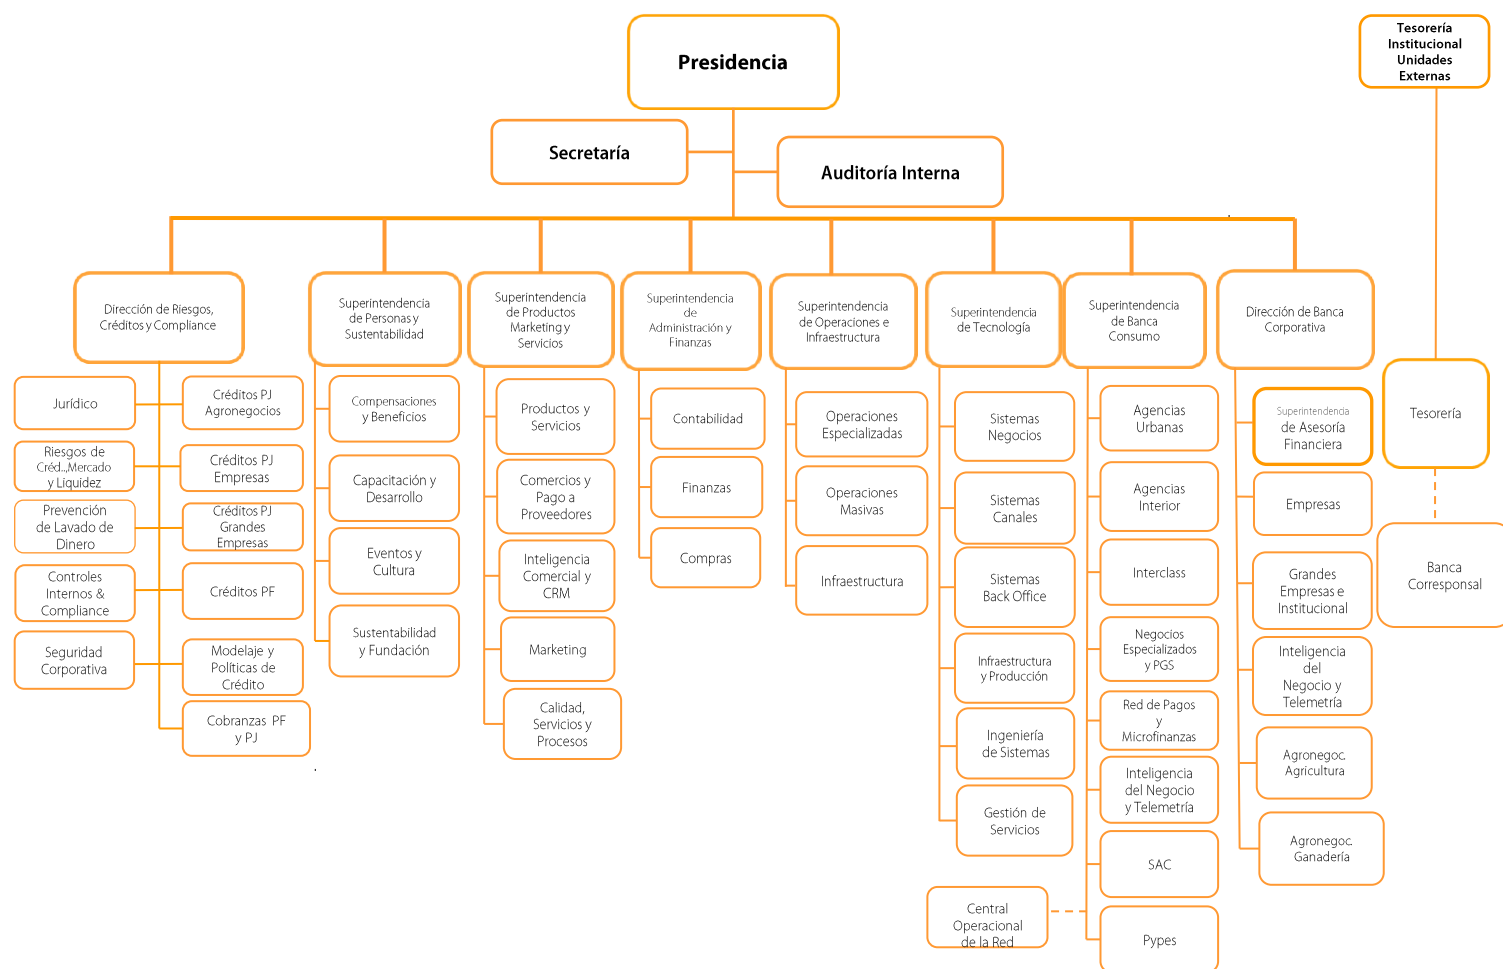 Presidencia
Tesorería
Institucional
Unidades
Externas
Secretaría
Auditoría Interna
Dirección de Riesgos,
Créditos y Compliance
Jurídico
Créditos PJ
Agronegocios
Riesgos de
Créd..,Mercado
y Liquidez
Créditos PJ
Empresas
Prevención
de Lavado de
Dinero
Créditos PJ
Grandes
Empresas
Controles
Internos &
Compliance
Créditos PF
Seguridad
Corporativa
Modelaje y
Políticas de
Crédito
Cobranzas PF
y PJ
Superintendencia
de Personas y
Sustentabilidad
Compensaciones
y Beneficios
Capacitación y
Desarrollo
Eventos y
Cultura
Sustentabilidad
y Fundación
Superintendencia
de Productos
Marketing y
Servicios
Productos y
Servicios
Comercios y
Pago a
Proveedores
Inteligencia
Comercial y
CRM
Marketing
Calidad,
Servicios y
Procesos
Superintendencia
de
Administración y
Finanzas
Contabilidad
Finanzas
Compras
Superintendencia
de Operaciones e
Infraestructura
Operaciones
Especializadas
Operaciones
Masivas
Infraestructura
Superintendencia
de Tecnología
Sistemas
Negocios
Sistemas
Canales
Sistemas
Back Office
Infraestructura
y Producción
Ingeniería
de Sistemas
Gestión de
Servicios
Superintendencia
de Banca
Consumo
Agencias
Urbanas
Agencias
Interior
Interclass
Negocios
Especializados
y PGS
Red de Pagos
y
Microfinanzas
Inteligencia
del Negocio
y Telemetría
SAC
Central
Operacional
de la Red
Pypes
Dirección de Banca
Corporativa
Superintendencia
de Asesoría
Financiera
Empresas
Grandes
Empresas e
Institucional
Inteligencia
del
Negocio y
Telemetría
Agronegoc.
Agricultura
Agronegoc.
Ganadería
Tesorería
Banca
Corresponsal